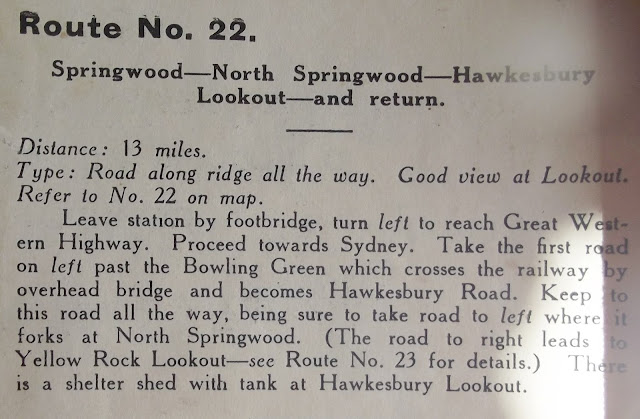 Route No. 22.
Springwood—North Springwood—Hawkesbury
Lookout—and return.
Distance: 13 miles.
Type: Road along ridge all the way. Good view at Lookout.
Refer to No. 22 on map.
Leave station by footbridge, turn left to reach Great West-
ern Highway. Proceed towards Sydney. Take the first road
on left past the Bowling Green which crosses the railway by
overhead bridge and becomes Hawkesbury Road. Keep to
this road all the way, being sure to take road to left where it
forks at North Springwood. (The road to right leads to
Yellow Rock Lookout—see Route No. 23 for details.) There
is a shelter shed with tank at Hawkesbury Lookout.